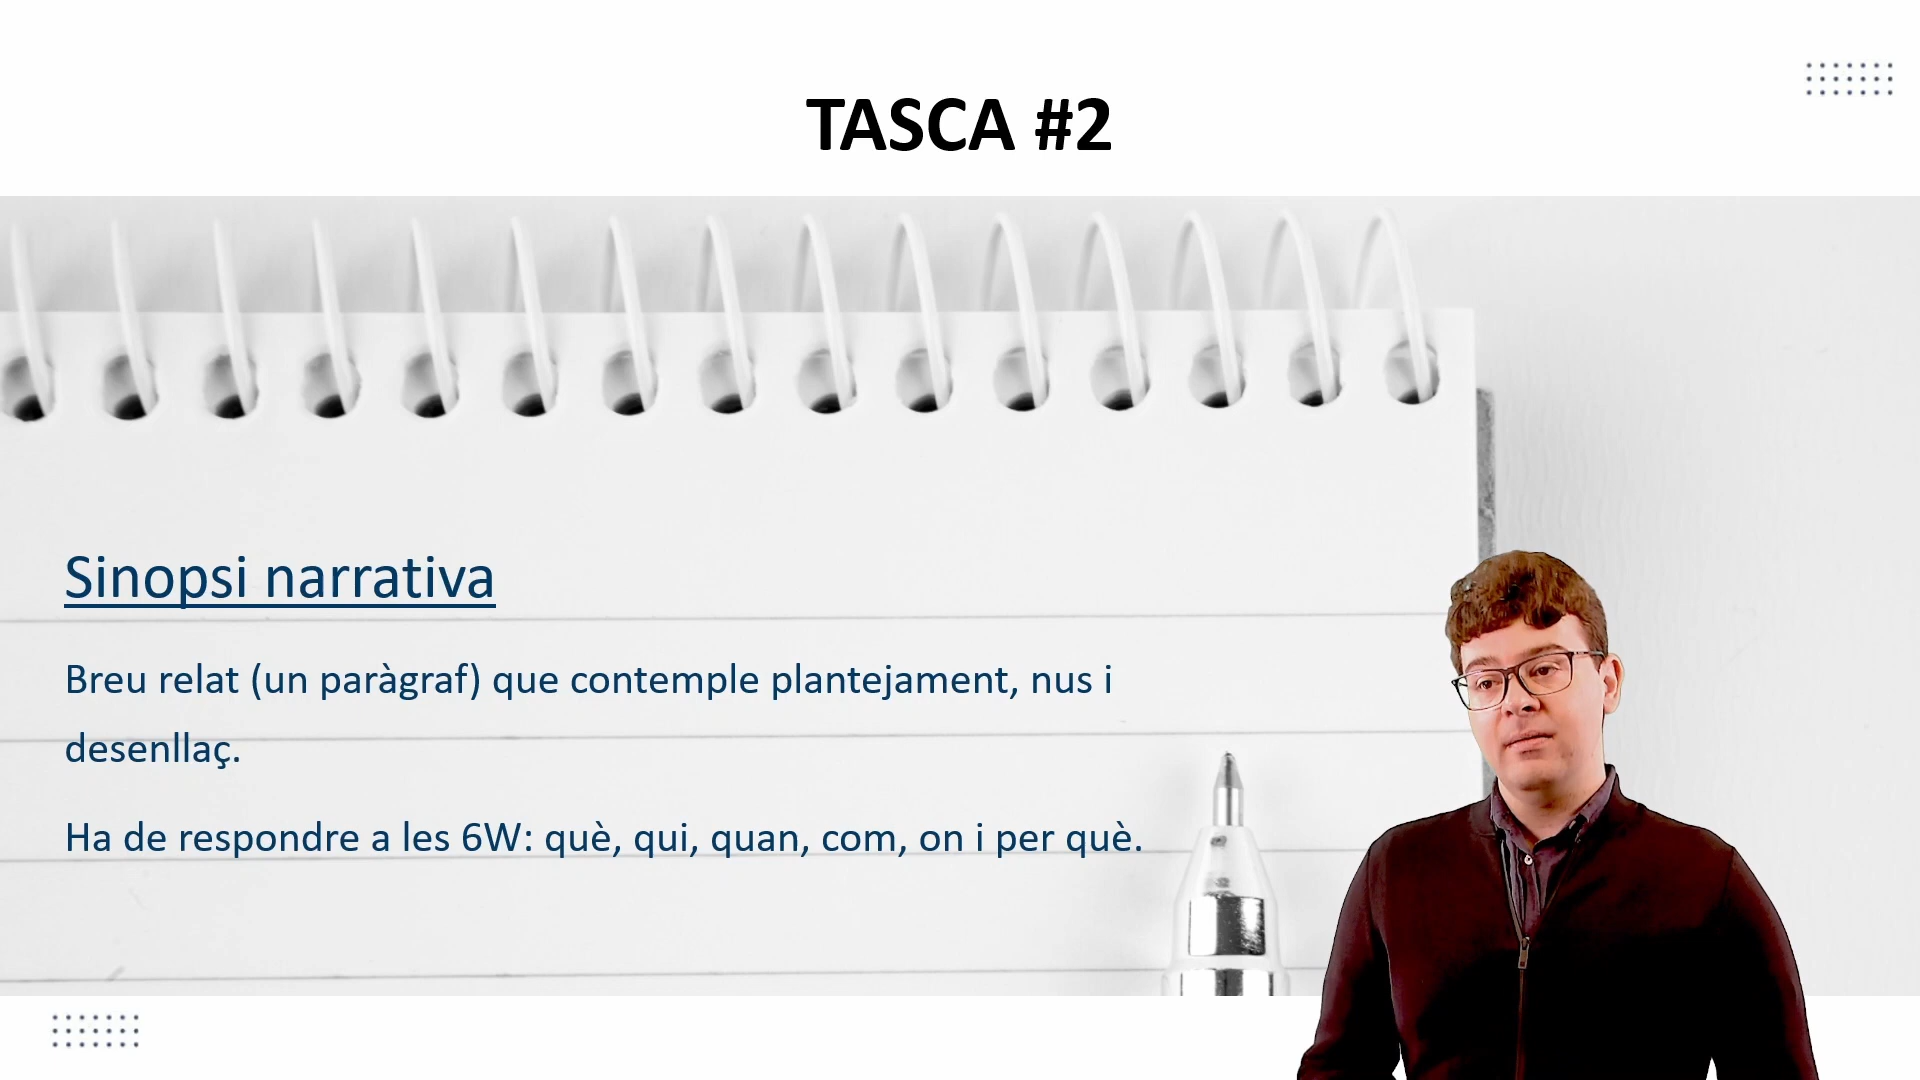 TASCA #2
Sinopsi narrativa
Breu relat (un paràgraf) que contemple plantejament, nus i
desenllaç.
Ha de respondre a les 6W: què, qui, quan, com, on i per què.